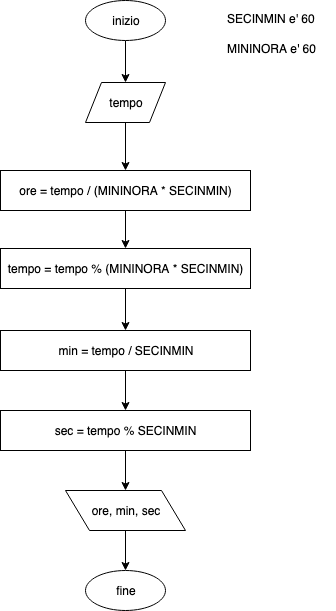 inizio
SECINMIN e' 60
MININORA e' 60
tempo
ore = tempo / (MININORA * SECINMIN)
tempo = tempo % (MININORA * SECINMIN)
min = tempo / SECINMIN
sec = tempo % SECINMIN
ore, min, sec
fine